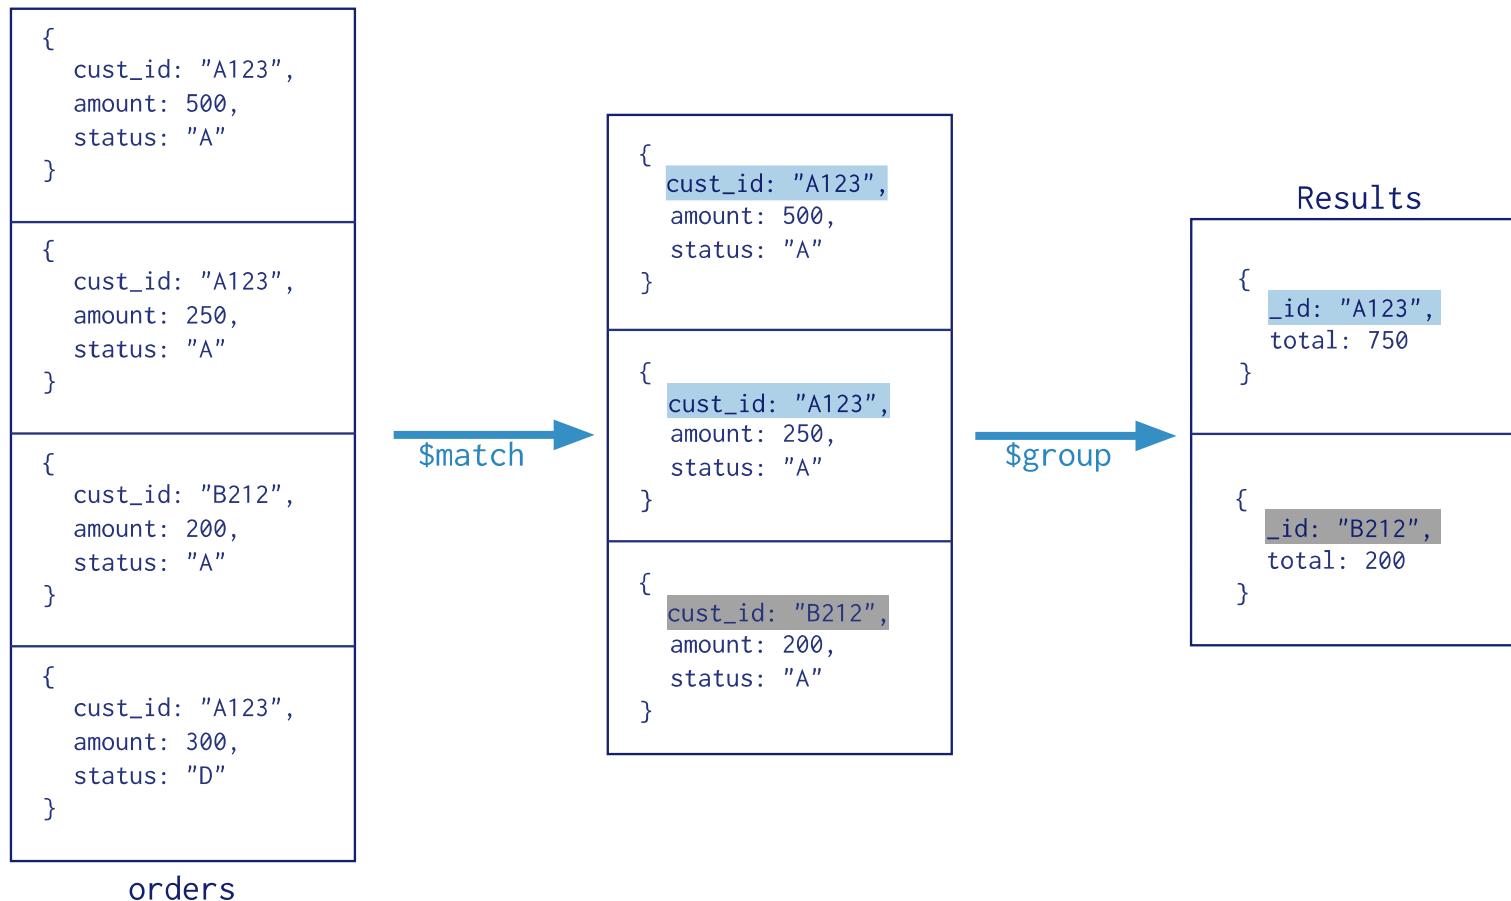 {
cust_id: "A123",
amount: 500,
status: "A"
}
{
cust_id: "A123",
amount: 250,
status: "A"
}
{
cust_id: "B212",
amount: 200,
status: "A"
}
{
cust_id: "A123",
amount: 300,
status: "D"
}
orders
$match
{
cust_id: "A123",
amount: 500,
status: "A"
}
{
cust_id: "A123",
amount: 250,
status: "A"
}
{
cust_id: "B212",
amount: 200,
status: "A"
}
$group
Results
{
_id: "A123",
total: 750
}
{
_id: "B212",
total: 200
}